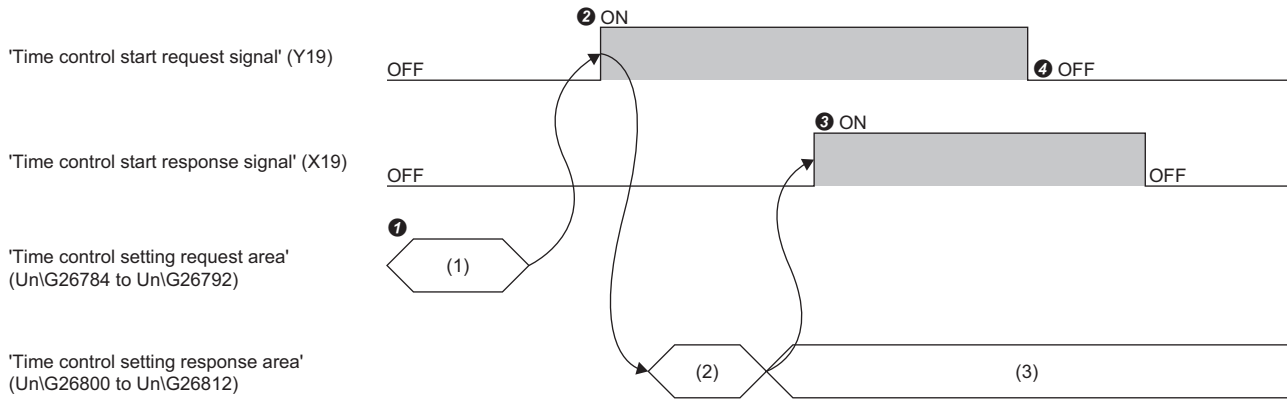 ❷ ON
'Time control start request signal' (Y19)
OFF
❹ OFF
❸ ON
'Time control start response signal' (X19)
OFF
OFF
❶
'Time control setting request area'
(Un\G26784 to Un\G26792)
(1)
'Time control setting response area'
(Un\G26800 to Un\G26812)
(2)
(3)